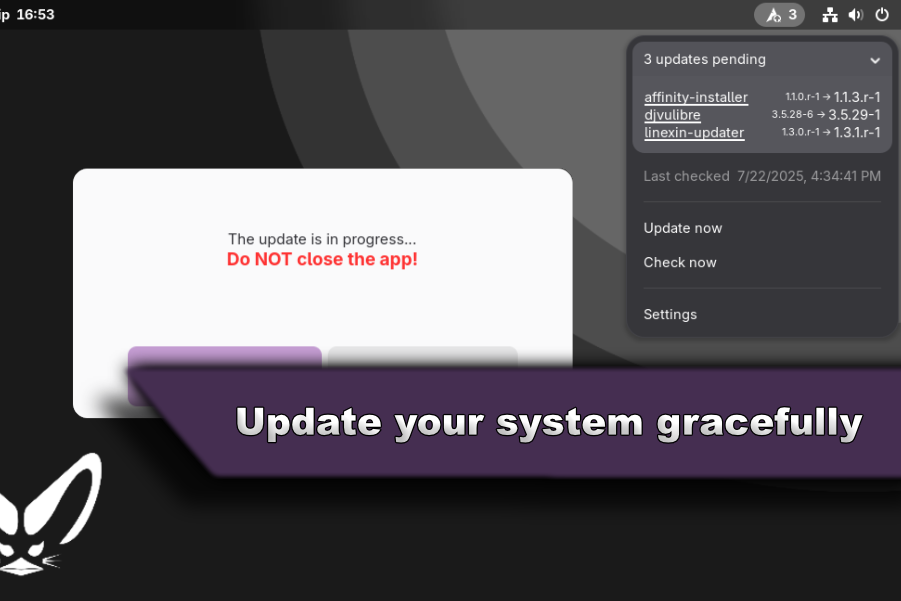 ip 16:53
3
3 updates pending
affinity-installer 1.1.0.r-1 → 1.1.3.r-1
djvulibre 3.5.28-6 → 3.5.29-1
linexin-updater 1.3.0.r-1 → 1.3.1.r-1
Last checked 7/22/2025, 4:34:41 PM
Update now
Check now
Settings
The update is in progress...
Do NOT close the app!
Update your system gracefully